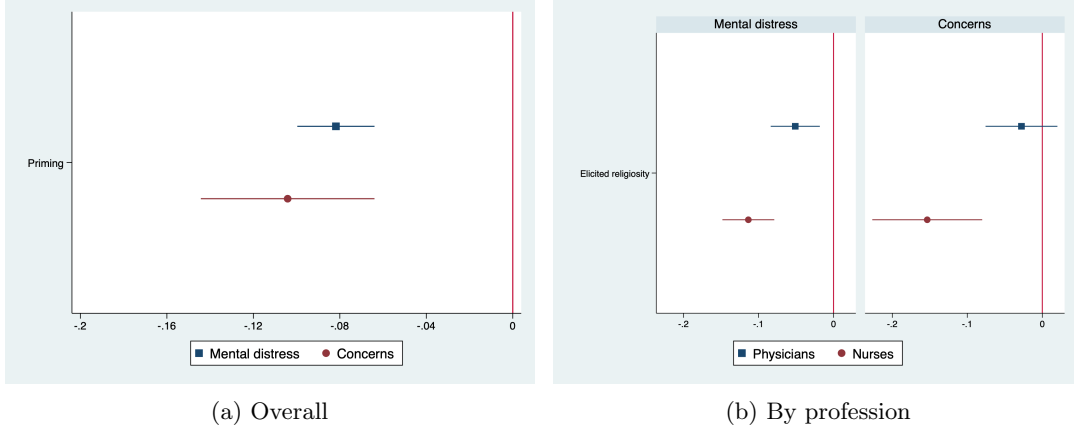 Priming
-.2 -.16 -.12 -.08 -.04 0
Mental distress Concerns
(a) Overall
Mental distress Concerns
Elicited religiosity
-.2 -.1 0 -.2 -.1 0
Physicians Nurses
(b) By profession